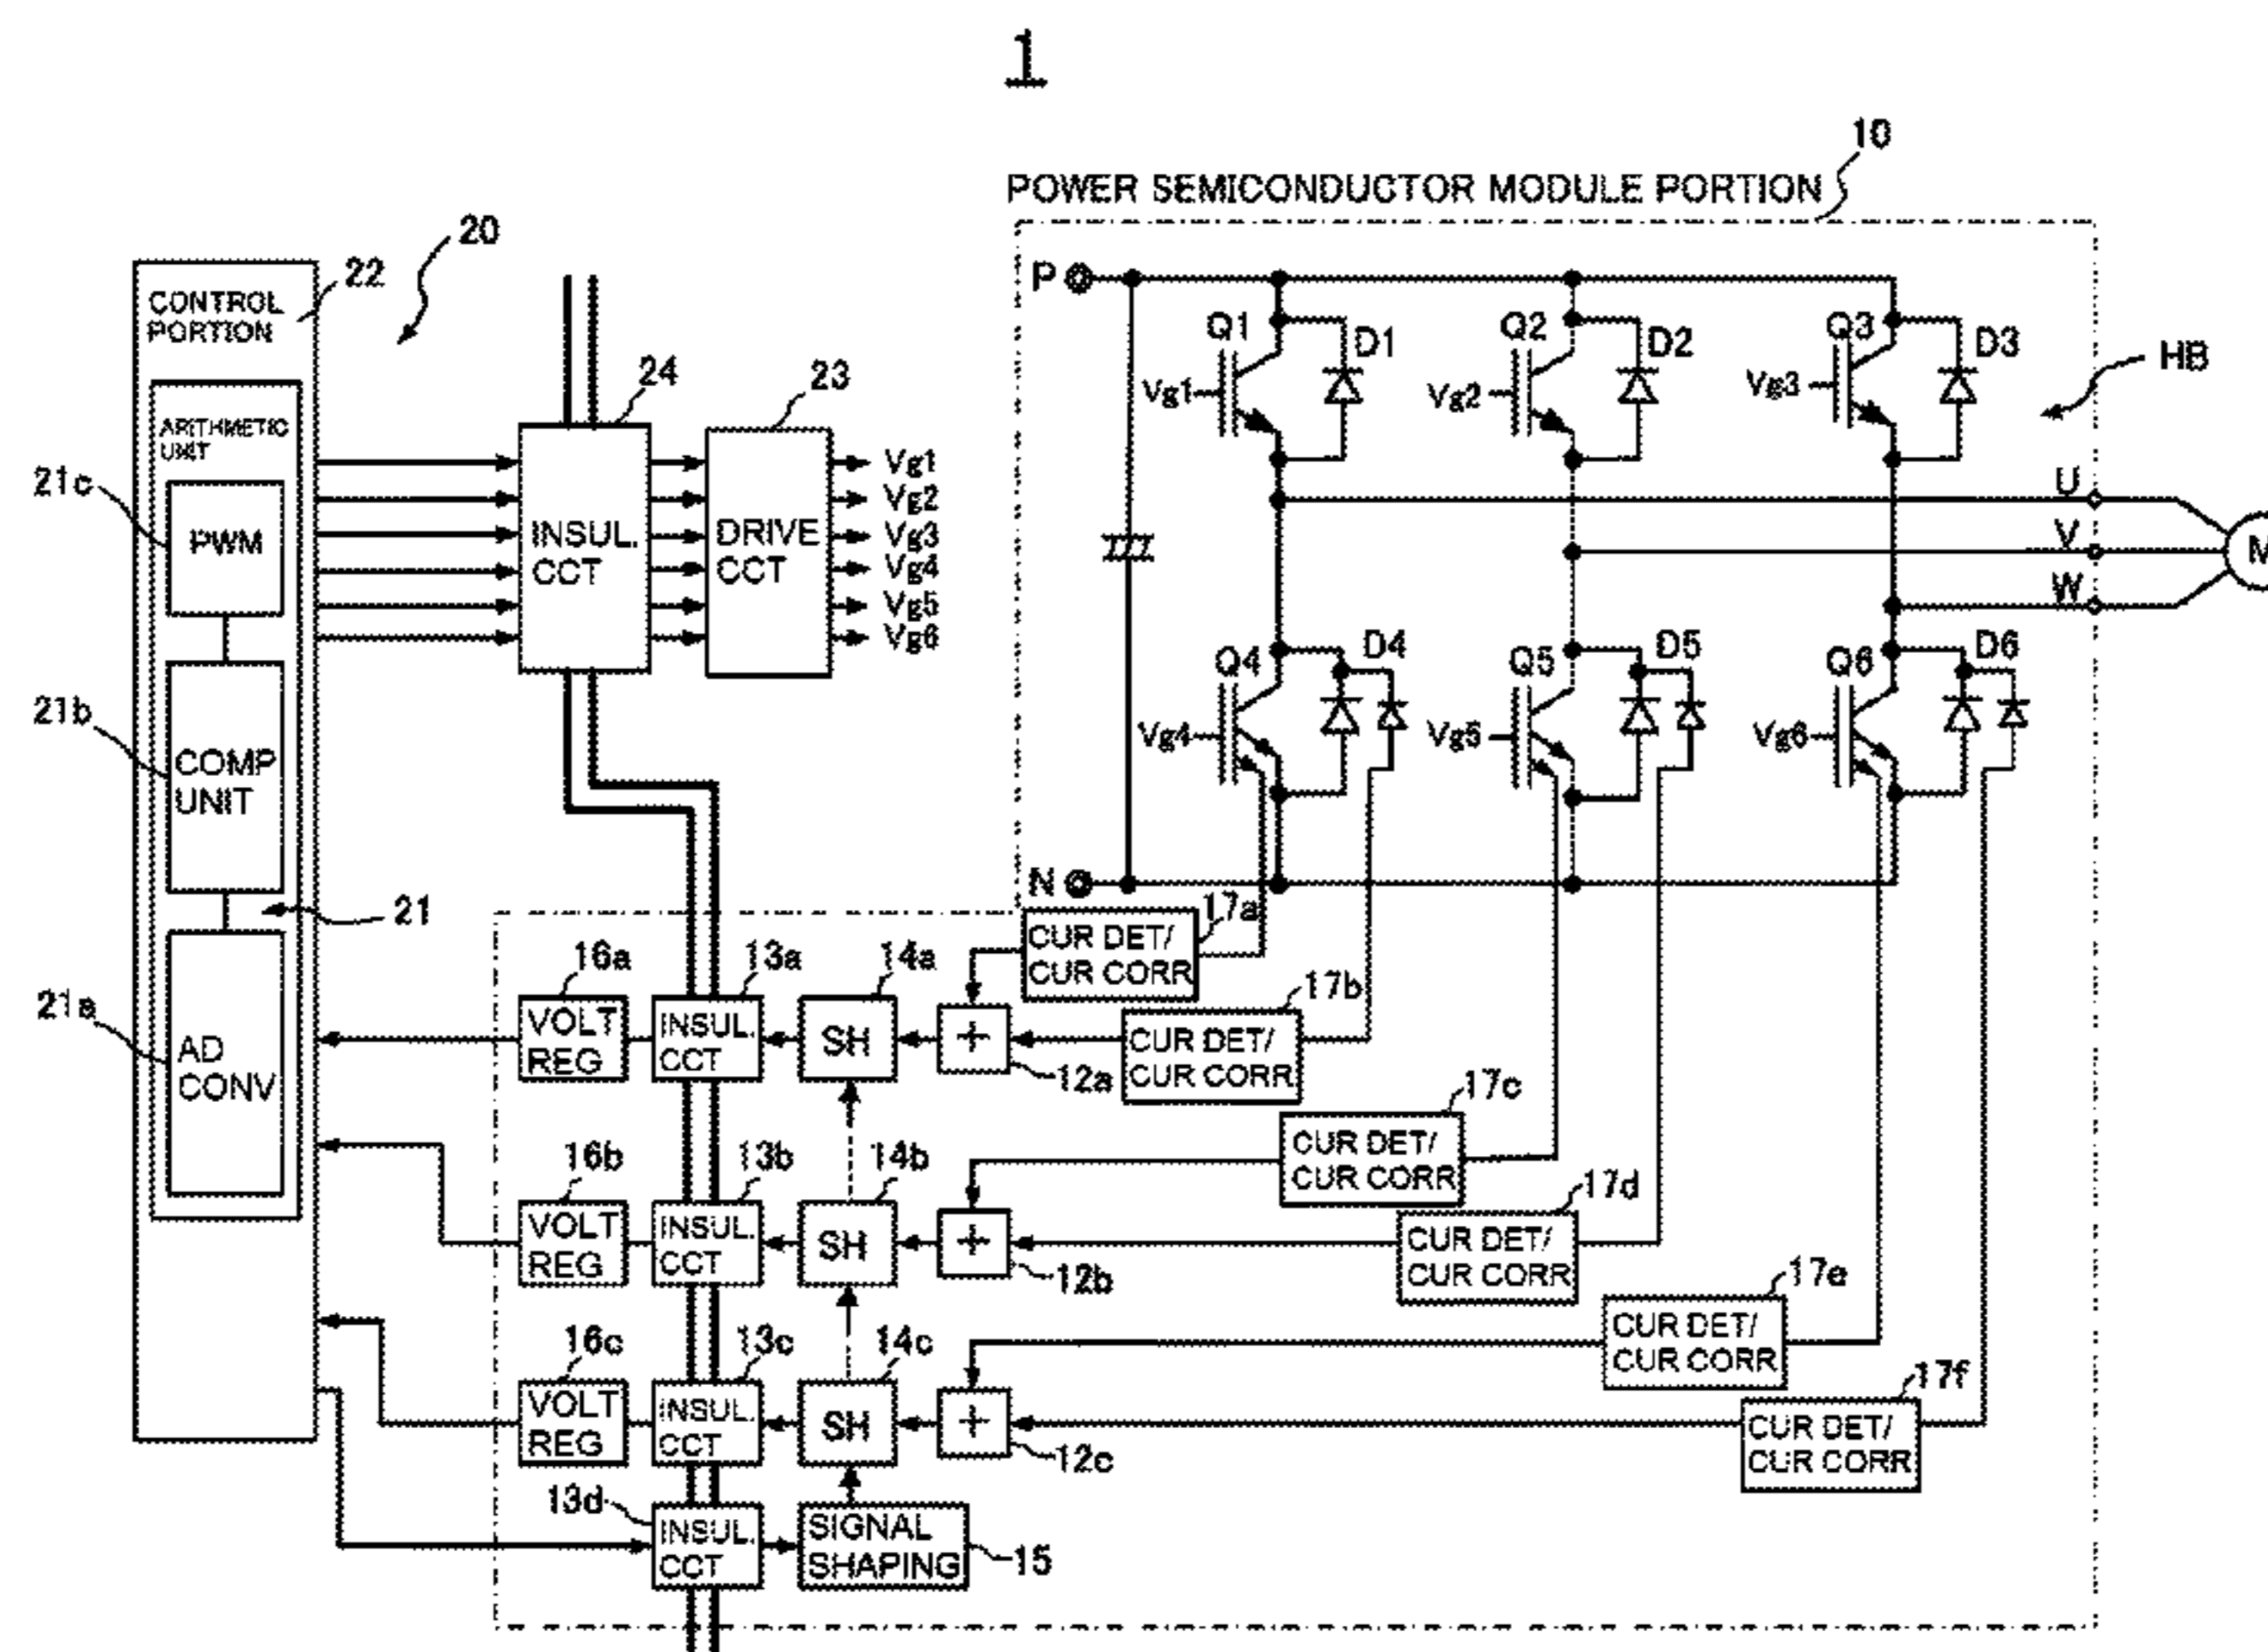 1
10
POWER SEMICONDUCTOR MODULE PORTION
20
22
CONTROL
PORTION
P
Q1
D1
Q2
D2
Q3
D3
HB
24
23
Vg1
Vg2
Vg3
ARITHMETIC
UNIT
21c
PWM
INSUL.
CCT
DRIVE
CCT
Vg1
Vg2
Vg3
Vg4
Vg5
Vg6
U
V
W
M
Q4
D4
Q5
D5
Q6
D6
21b
COMP
UNIT
Vg4
Vg5
Vg6
N
21
17a
CUR DET/
CUR CORR
16a
13a
14a
17b
21a
AD
CONV
VOLT
REG
INSUL.
CCT
SH
+
12a
CUR DET/
CUR CORR
17c
CUR DET/
CUR CORR
16b
13b
14b
17d
VOLT
REG
INSUL.
CCT
SH
+
12b
CUR DET/
CUR CORR
17e
CUR DET/
CUR CORR
16c
13c
14c
17f
VOLT
REG
INSUL.
CCT
SH
+
12c
CUR DET/
CUR CORR
13d
INSUL.
CCT
SIGNAL
SHAPING
15